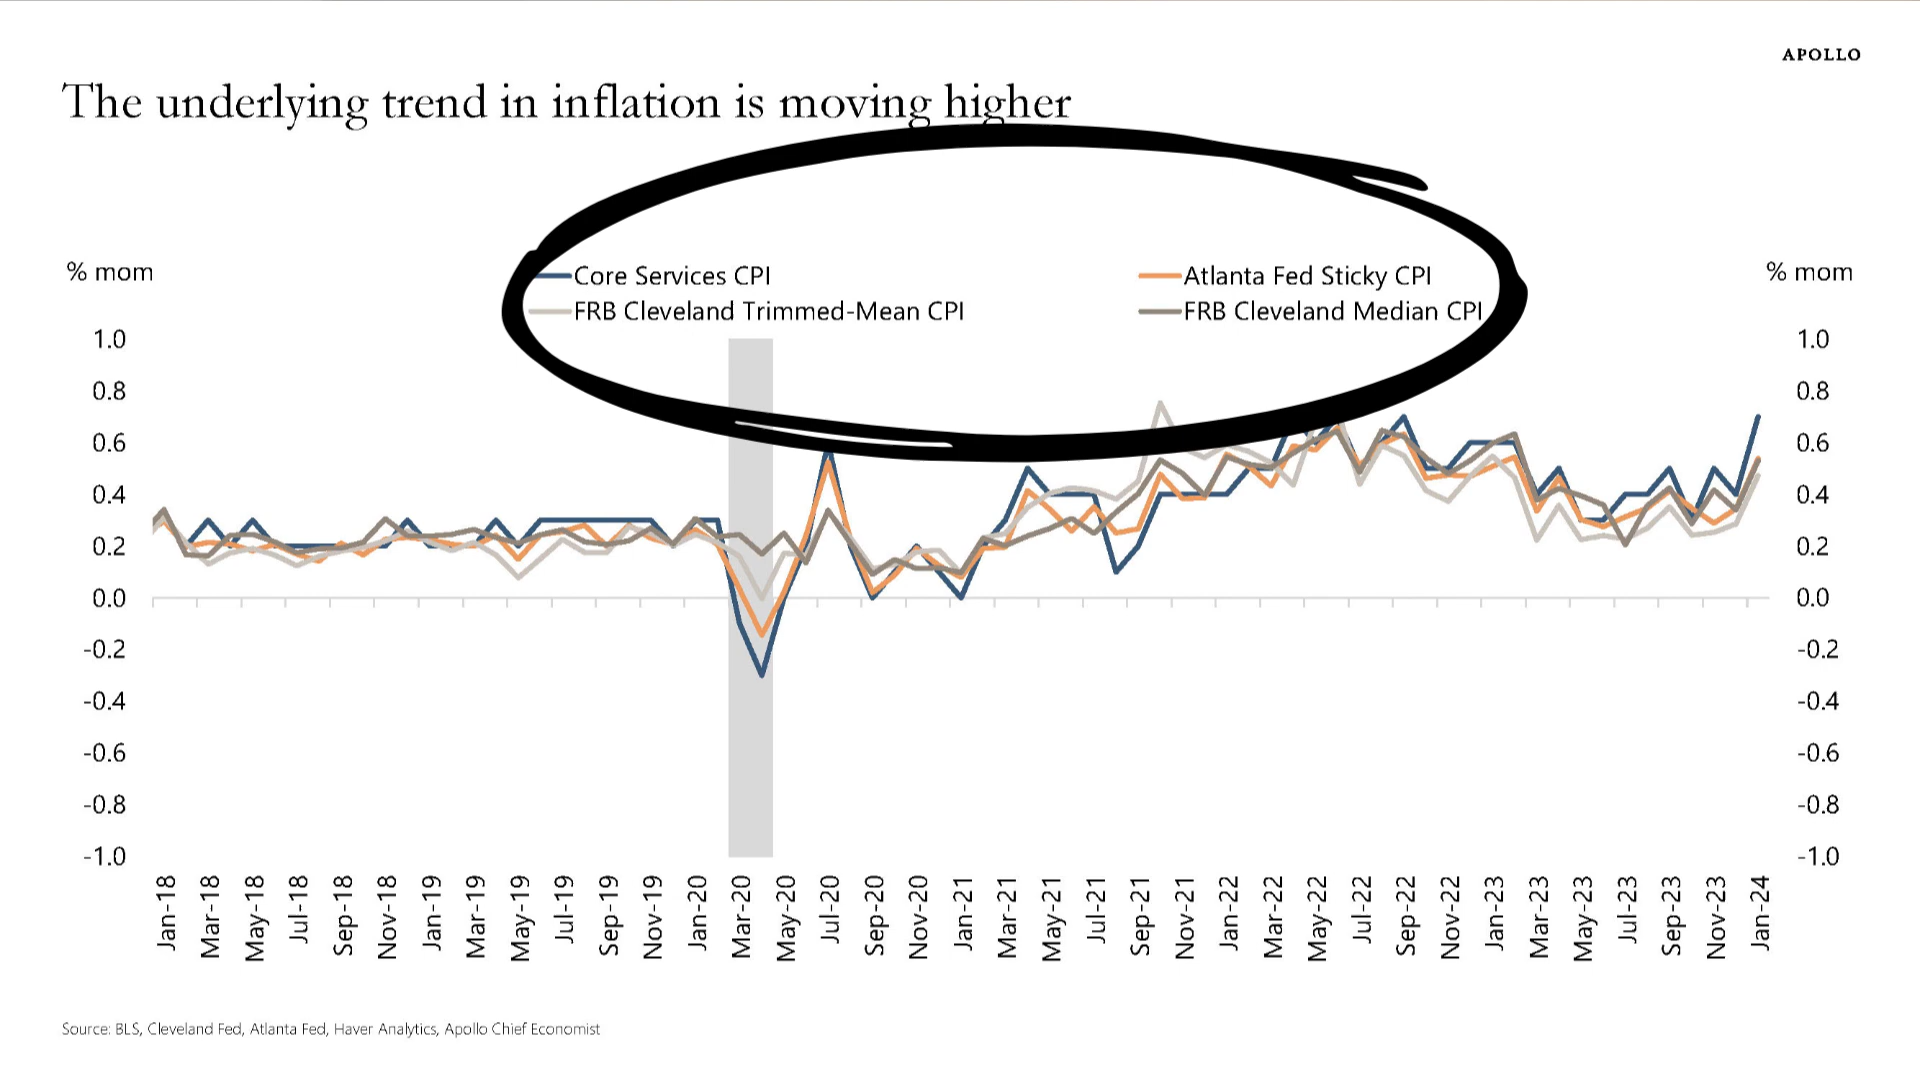 APOLLO
The underlying trend in inflation is moving higher
% mom
Core Services CPI
Atlanta Fed Sticky CPI
% mom
FRB Cleveland Trimmed-Mean CPI
FRB Cleveland Median CPI
1.0
0.8
0.6
0.4
0.2
0.0
-0.2
-0.4
-0.6
-0.8
-1.0
1.0
0.8
0.6
0.4
0.2
0.0
-0.2
-0.4
-0.6
-0.8
-1.0
Jan-18
Mar-18
May-18
Jul-18
Sep-18
Nov-18
Jan-19
Mar-19
May-19
Jul-19
Sep-19
Nov-19
Jan-20
Mar-20
May-20
Jul-20
Sep-20
Nov-20
Jan-21
Mar-21
May-21
Jul-21
Sep-21
Nov-21
Jan-22
Mar-22
May-22
Jul-22
Sep-22
Nov-22
Jan-23
Mar-23
May-23
Jul-23
Sep-23
Nov-23
Jan-24
Source: BLS, Cleveland Fed, Atlanta Fed, Haver Analytics, Apollo Chief Economist